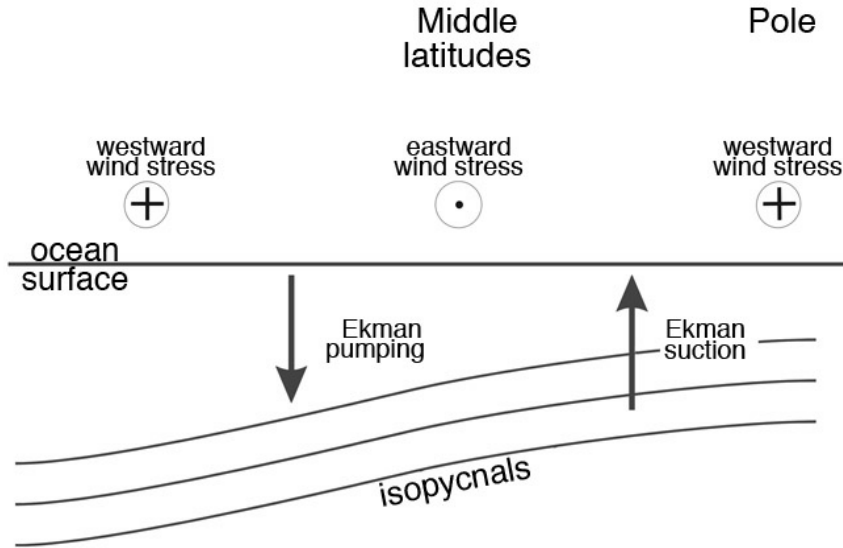 Middle
latitudes
Pole
westward
wind stress
eastward
wind stress
westward
wind stress
ocean
surface
Ekman
pumping
Ekman
suction
isopycnals